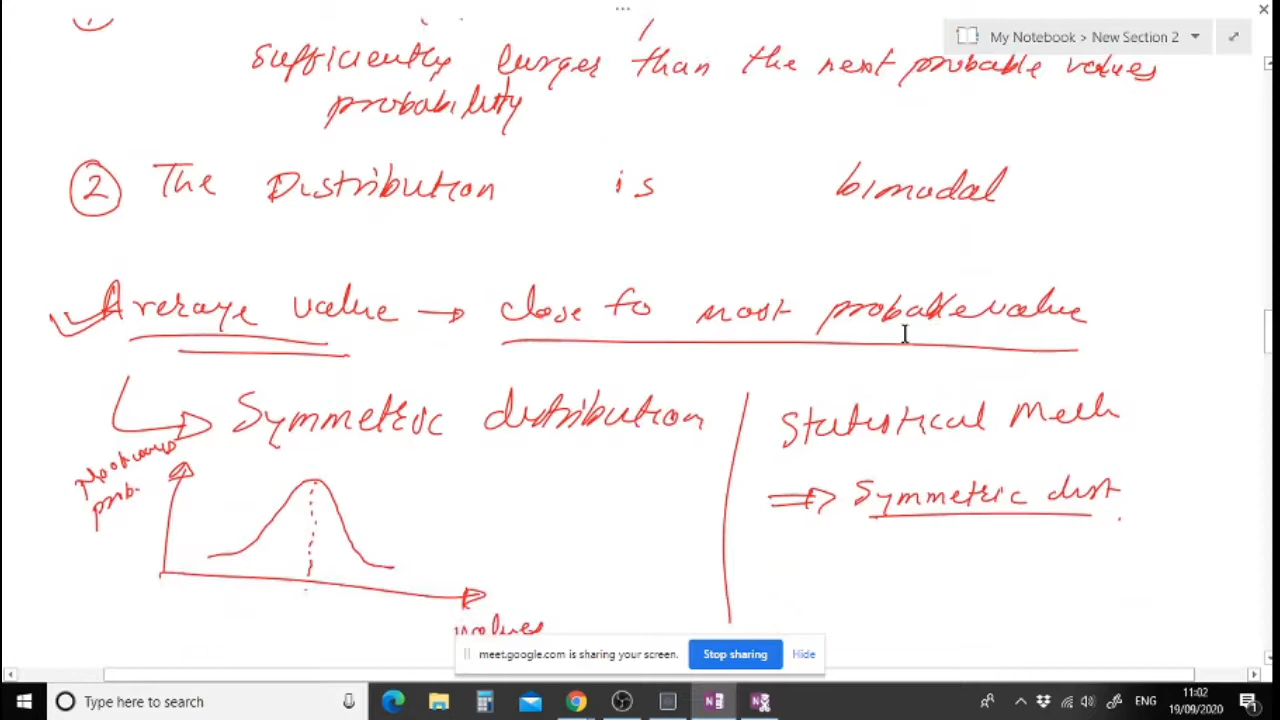 My Notebook > New Section 2
sufficiently larger than the next probable values
probability
2 The Distribution is bimodal
Average value → close to most probable value
Symmetric distribution
Statistical Mech
⇒ Symmetric dist.
prob.
values
meet.google.com is sharing your screen. Stop sharing Hide
Type here to search
ENG
11:02
19/09/2020
1